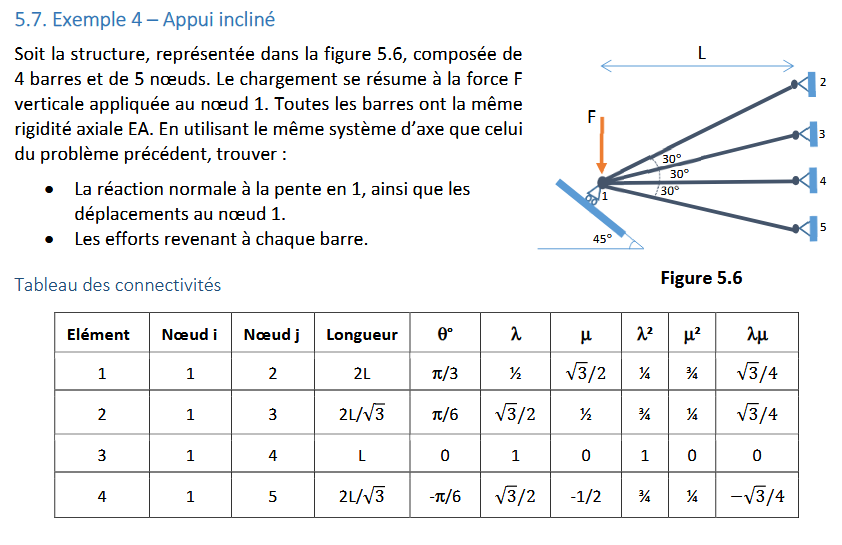 5.7. Exemple 4 – Appui incliné
Soit la structure, représentée dans la figure 5.6, composée de
4 barres et de 5 nœuds. Le chargement se résume à la force F
verticale appliquée au nœud 1. Toutes les barres ont la même
rigidité axiale EA. En utilisant le même système d’axe que celui
du problème précédent, trouver :
• La réaction normale à la pente en 1, ainsi que les
déplacements au nœud 1.
• Les efforts revenant à chaque barre.
L
2
F
3
30°
30°
4
30°
1
5
45°
Figure 5.6
Tableau des connectivités
Elément Nœud i Nœud j Longueur θ° λ μ λ² μ² λμ
1 1 2 2L π/3 ½ √3/2 ¼ ¾ √3/4
2 1 3 2L/√3 π/6 √3/2 ½ ¾ ¼ √3/4
3 1 4 L 0 1 0 1 0 0
4 1 5 2L/√3 -π/6 √3/2 -1/2 ¾ ¼ −√3/4